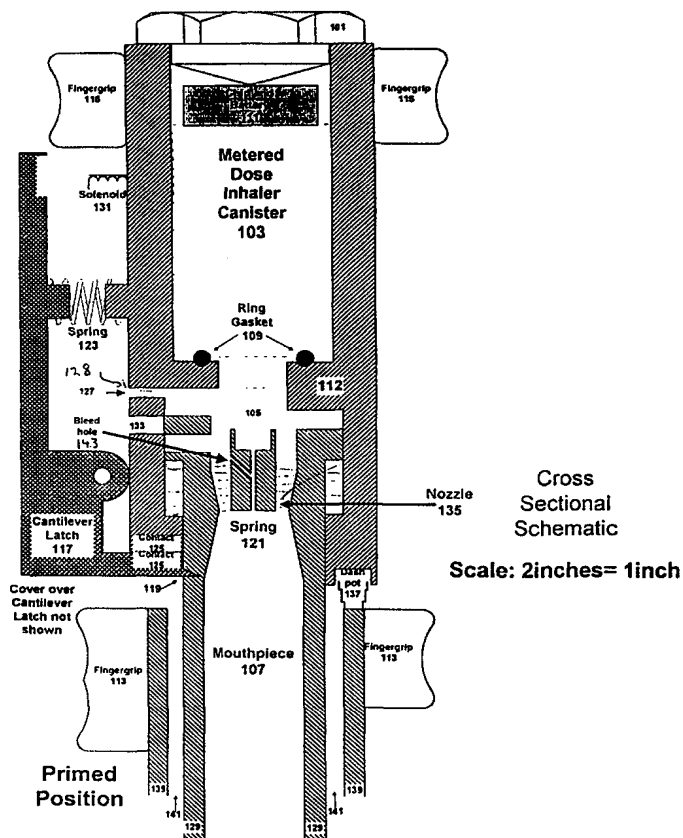 101
Fingergrip
115
Fingergrip
115
Metered
Dose
Inhaler
Canister
103
Solenoid
131
Ring
Gasket
109
Spring
123
128
127
112
105
133
Bleed
hole
143
Nozzle
135
Cross
Sectional
Schematic
Scale: 2inches= 1inch
Spring
121
Cantilever
Latch
117
Contact
Contact
Dash
pot
137
119
Cover over
Cantilever
Latch not
shown
Mouthpiece
107
Fingergrip
113
Fingergrip
113
Primed
Position
139
139
141
141
129
129